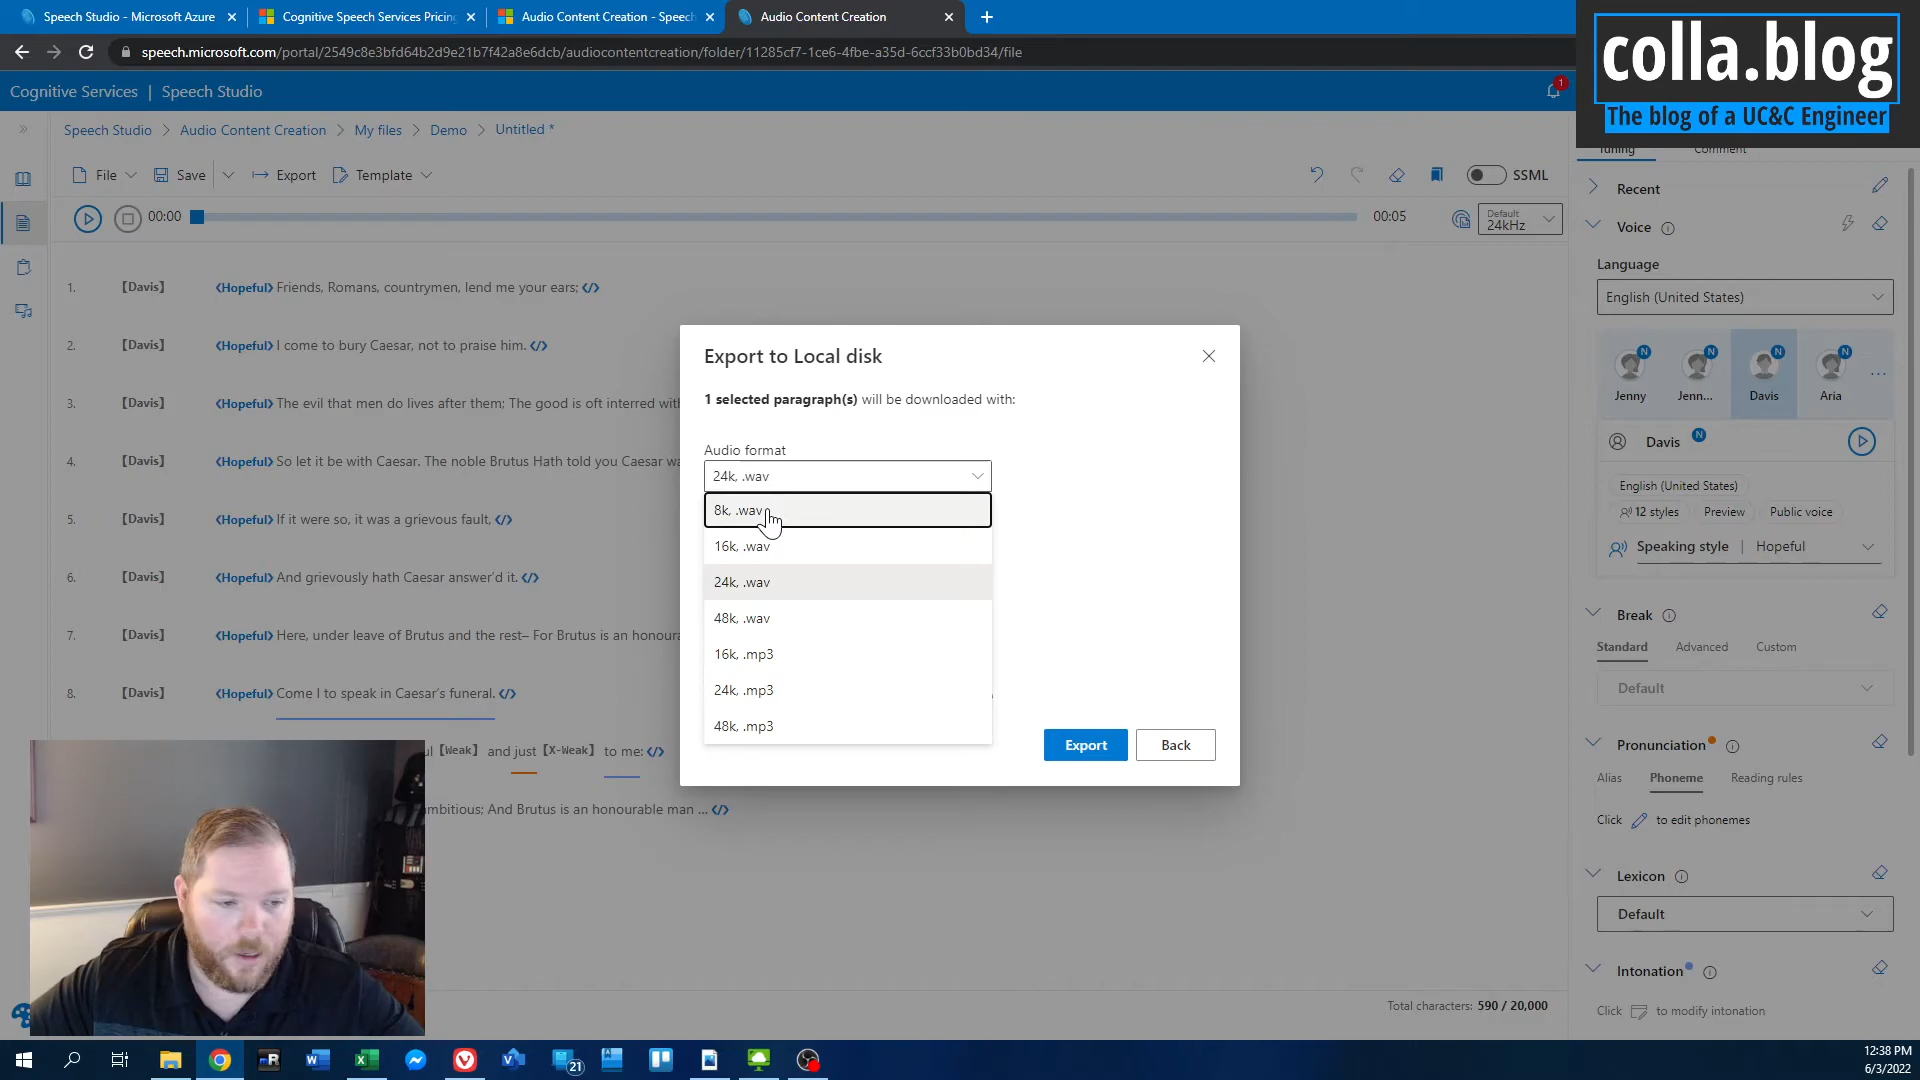 Speech Studio - Microsoft Azure
Cognitive Speech Services Pricing
Audio Content Creation - Speech
Audio Content Creation
speech.microsoft.com/portal/2549c8e3bfd64b2d9e21b7f42a8e6dcb/audiocontentcreation/folder/11285cf7-1ce6-4fbe-a35d-6ccf33b0bd34/file
colla.blog
The blog of a UC&C Engineer
Cognitive Services | Speech Studio
1
Speech Studio > Audio Content Creation > My files > Demo > Untitled *
File Save Export Template
SSML
00:00
00:05
Default
24kHz
1. [Davis] Hopeful Friends, Romans, countrymen, lend me your ears; </>
2. [Davis] Hopeful I come to bury Caesar, not to praise him. </>
3. [Davis] Hopeful The evil that men do lives after them; The good is oft interred with
4. [Davis] Hopeful So let it be with Caesar. The noble Brutus Hath told you Caesar wa
5. [Davis] Hopeful If it were so, it was a grievous fault, </>
6. [Davis] Hopeful And grievously hath Caesar answer'd it. </>
7. [Davis] Hopeful Here, under leave of Brutus and the rest– For Brutus is an honoura
8. [Davis] Hopeful Come I to speak in Caesar's funeral. </>
ul [Weak] and just [X-Weak] to me: </>
mbitious; And Brutus is an honourable man ... </>
Total characters: 590 / 20,000
Export to Local disk
1 selected paragraph(s) will be downloaded with:
Audio format
24k, .wav
8k, .wav
16k, .wav
24k, .wav
48k, .wav
16k, .mp3
24k, .mp3
48k, .mp3
Export
Back
Tuning
Comment
Recent
Voice
Language
English (United States)
N N N N
Jenny Jenn... Davis Aria ...
Davis N
English (United States)
12 styles Preview Public voice
Speaking style | Hopeful
Break
Standard Advanced Custom
Default
Pronunciation
Alias Phoneme Reading rules
Click to edit phonemes
Lexicon
Default
Intonation
Click to modify intonation
21
12:38 PM
6/3/2022